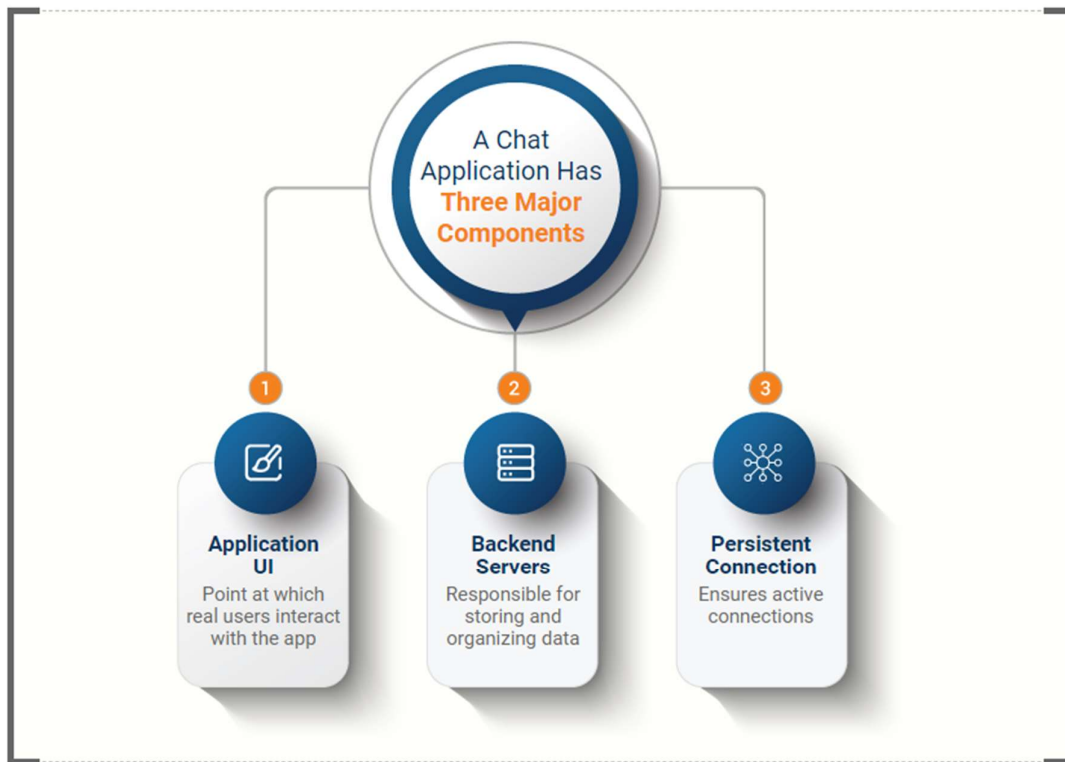 A Chat
Application Has
Three Major
Components
1
Application
UI
Point at which
real users interact
with the app
2
Backend
Servers
Responsible for
storing and
organizing data
3
Persistent
Connection
Ensures active
connections